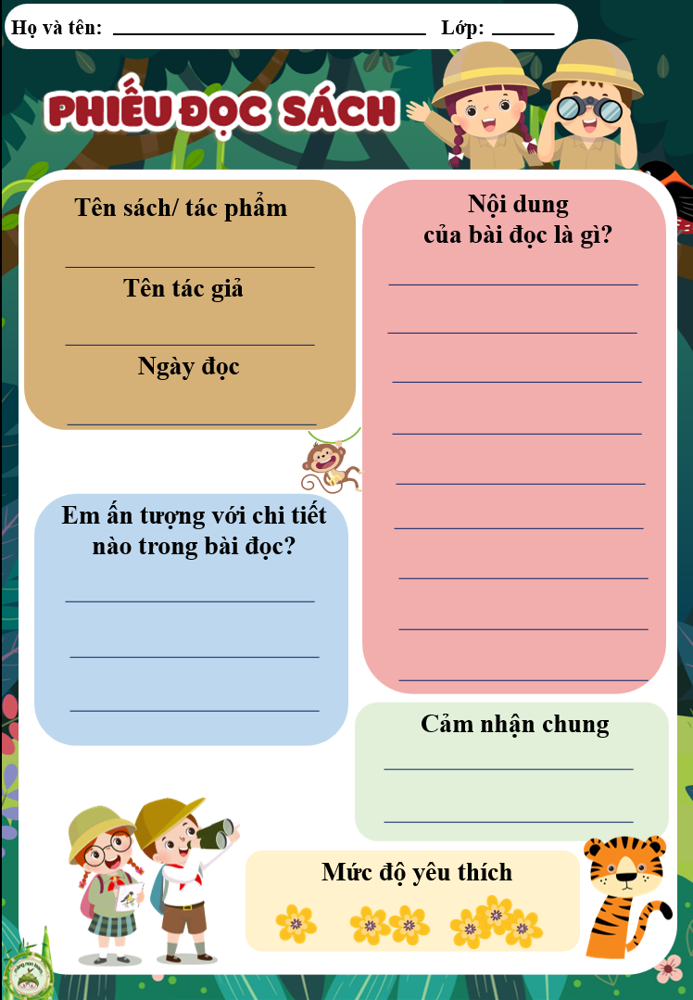 Họ và tên: Lớp:
PHIẾU ĐỌC SÁCH
Tên sách/ tác phẩm
Tên tác giả
Ngày đọc
Nội dung
của bài đọc là gì?
Em ấn tượng với chi tiết
nào trong bài đọc?
Cảm nhận chung
Mức độ yêu thích